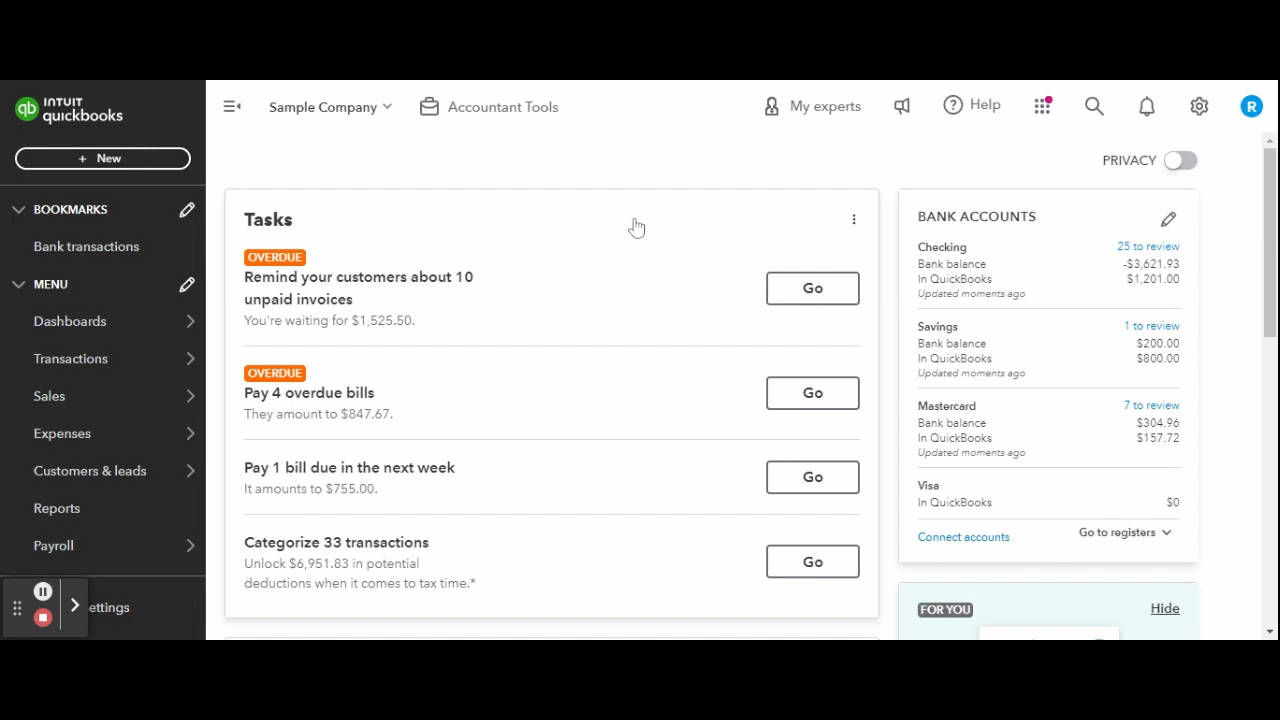 INTUIT
quickbooks
+ New
BOOKMARKS
Bank transactions
MENU
Dashboards
Transactions
Sales
Expenses
Customers & leads
Reports
Payroll
ettings
Sample Company
Accountant Tools
My experts
Help
R
PRIVACY
Tasks
OVERDUE
Remind your customers about 10
unpaid invoices
You're waiting for $1,525.50.
Go
OVERDUE
Pay 4 overdue bills
They amount to $847.67.
Go
Pay 1 bill due in the next week
It amounts to $755.00.
Go
Categorize 33 transactions
Unlock $6,951.83 in potential
deductions when it comes to tax time.*
Go
BANK ACCOUNTS
Checking 25 to review
Bank balance -$3,621.93
In QuickBooks $1,201.00
Updated moments ago
Savings 1 to review
Bank balance $200.00
In QuickBooks $800.00
Updated moments ago
Mastercard 7 to review
Bank balance $304.96
In QuickBooks $157.72
Updated moments ago
Visa
In QuickBooks $0
Connect accounts Go to registers
FOR YOU Hide